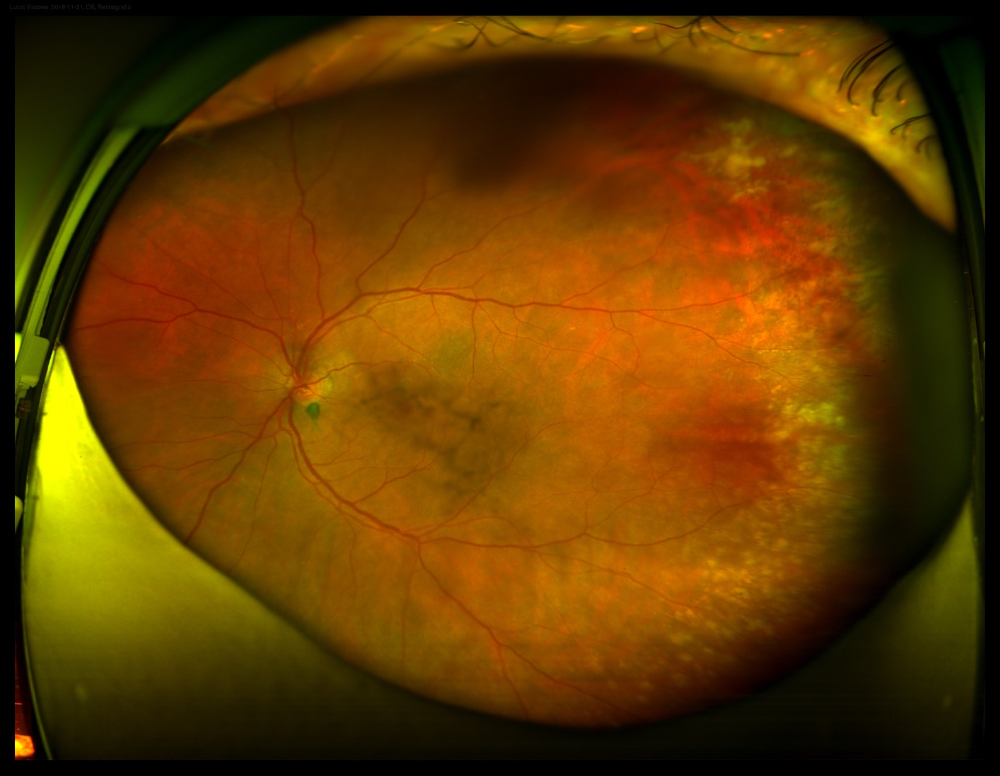 Luiza Viscone, 2018-11-21, OS, Retinografia